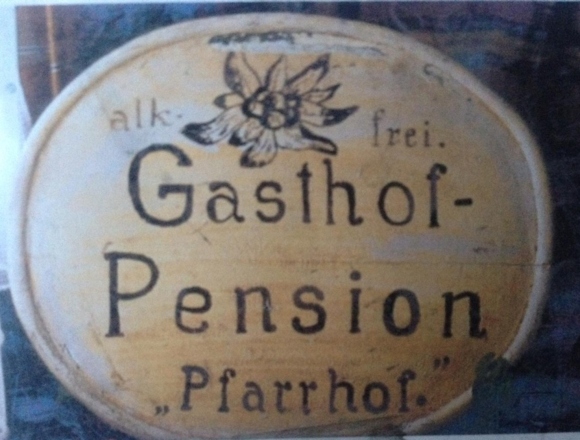 alk- frei.
Gasthof-
Pension
„Pfarrhof."